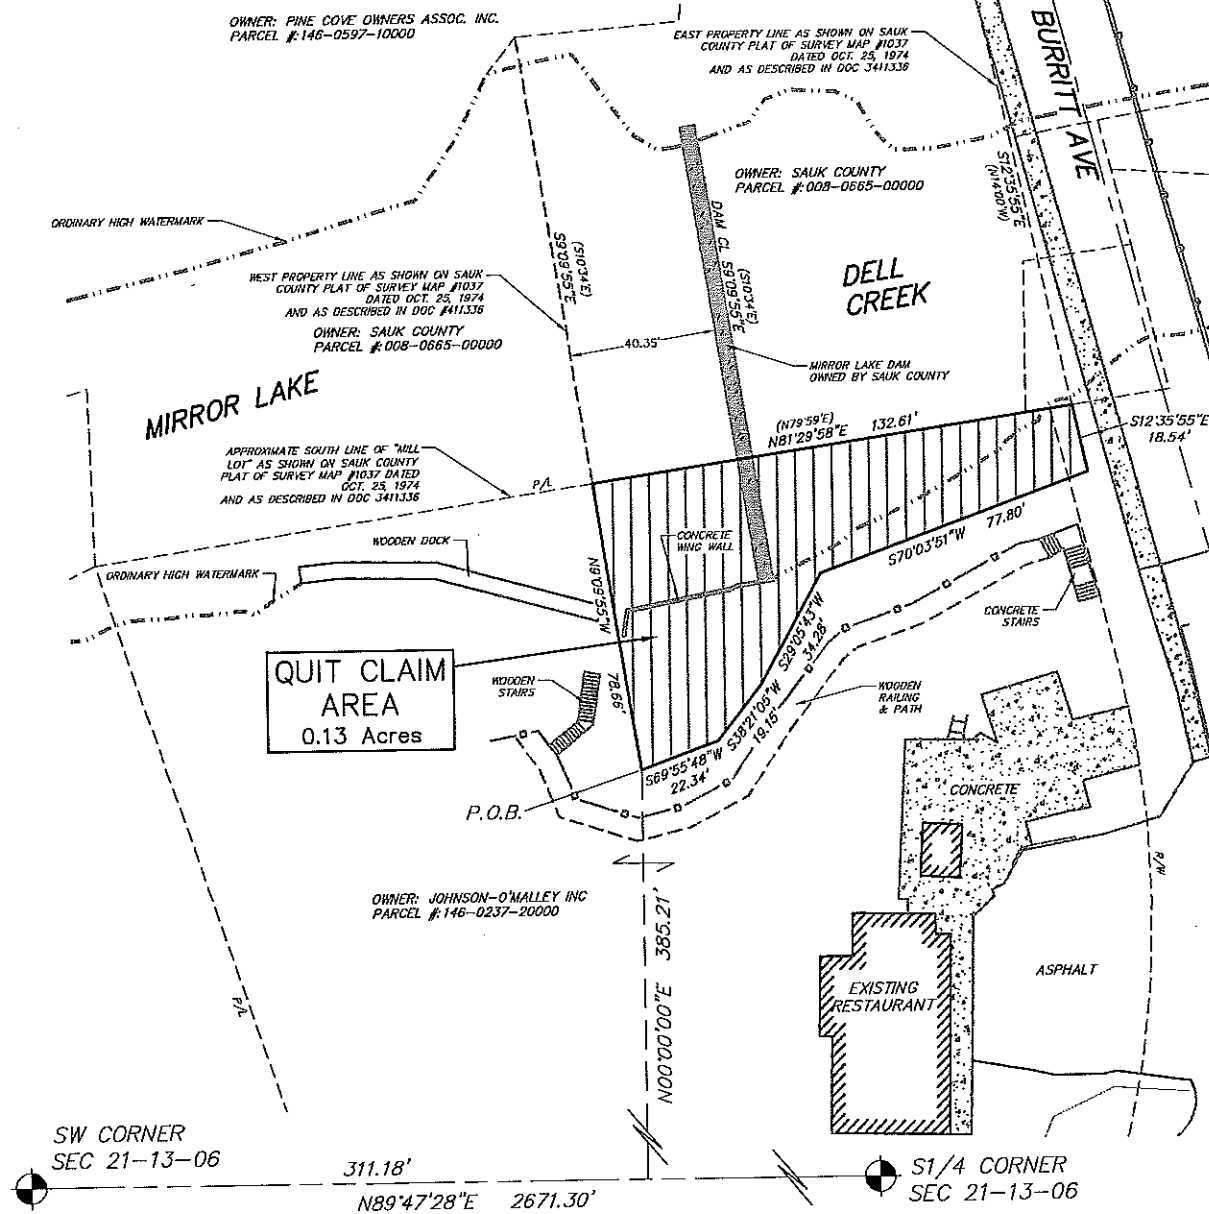 OWNER: PINE COVE OWNERS ASSOC. INC.
PARCEL #:146-0597-10000
EAST PROPERTY LINE AS SHOWN ON SAUK
COUNTY PLAT OF SURVEY MAP #1037
DATED OCT. 25, 1974
AND AS DESCRIBED IN DOC 3411336
BURRITT AVE
OWNER: SAUK COUNTY
PARCEL #:008-0665-00000
S12°35'55"E
(N14°00'W)
ORDINARY HIGH WATERMARK
WEST PROPERTY LINE AS SHOWN ON SAUK
COUNTY PLAT OF SURVEY MAP #1037
DATED OCT. 25, 1974
AND AS DESCRIBED IN DOC #411336
OWNER: SAUK COUNTY
PARCEL #:008-0665-00000
(S10°34'E)
S9°09'55"E
DAM CL S9°09'55"E
(S10°34'E)
DELL
CREEK
40.35'
MIRROR LAKE DAM
OWNED BY SAUK COUNTY
MIRROR LAKE
(N79°59'E)
N81°29'58"E 132.61'
S12°35'55"E
18.54'
APPROXIMATE SOUTH LINE OF "MILL
LOT" AS SHOWN ON SAUK COUNTY
PLAT OF SURVEY MAP #1037 DATED
OCT. 25, 1974
AND AS DESCRIBED IN DOC 3411336
P/L
WOODEN DOCK
CONCRETE
WING WALL
S70°03'51"W 77.80'
ORDINARY HIGH WATERMARK
N9°09'55"W 78.66'
S29°05'43"W
34.28'
CONCRETE
STAIRS
QUIT CLAIM
AREA
0.13 Acres
WOODEN
STAIRS
WOODEN
RAILING
& PATH
S38°21'05"W
19.15'
S69°55'48"W
22.34'
P.O.B.
CONCRETE
R/W
OWNER: JOHNSON-O'MALLEY INC
PARCEL #:146-0237-20000
N00°00'00"E 385.21'
P/L
EXISTING
RESTAURANT
ASPHALT
SW CORNER
SEC 21-13-06
311.18'
N89°47'28"E 2671.30'
S1/4 CORNER
SEC 21-13-06